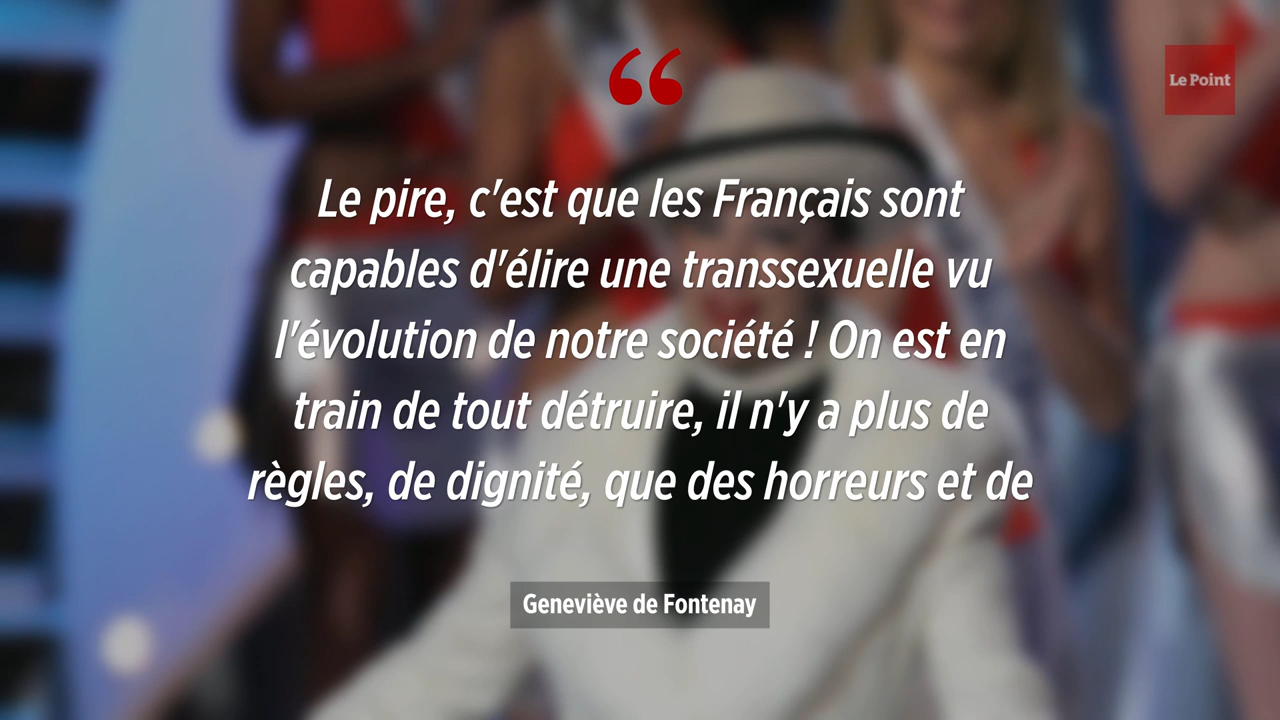 “
Le Point
Le pire, c'est que les Français sont
capables d'élire une transsexuelle vu
l'évolution de notre société ! On est en
train de tout détruire, il n'y a plus de
règles, de dignité, que des horreurs et de
Geneviève de Fontenay